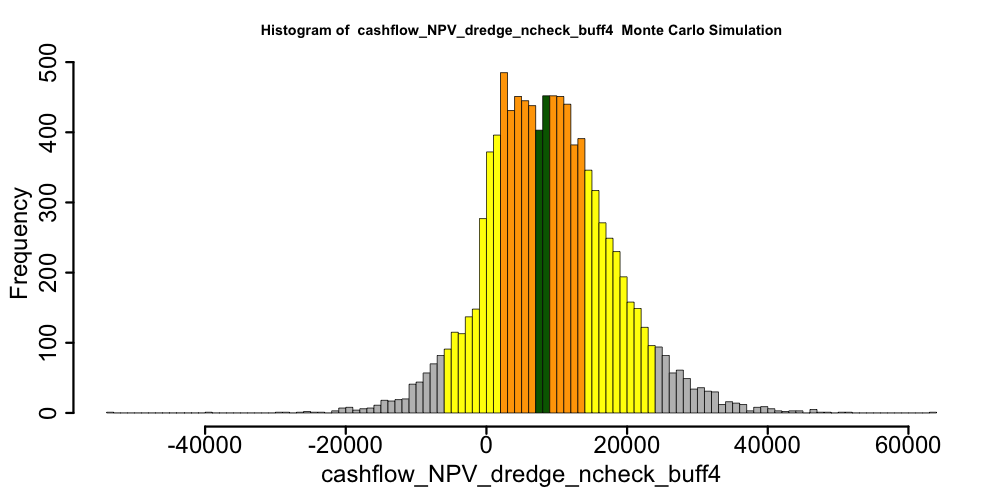 Histogram of  cashflow_NPV_dredge_ncheck_buff4  Monte Carlo Simulation
Frequency
500
400
300
200
100
0
-40000 -20000 0 20000 40000 60000
cashflow_NPV_dredge_ncheck_buff4